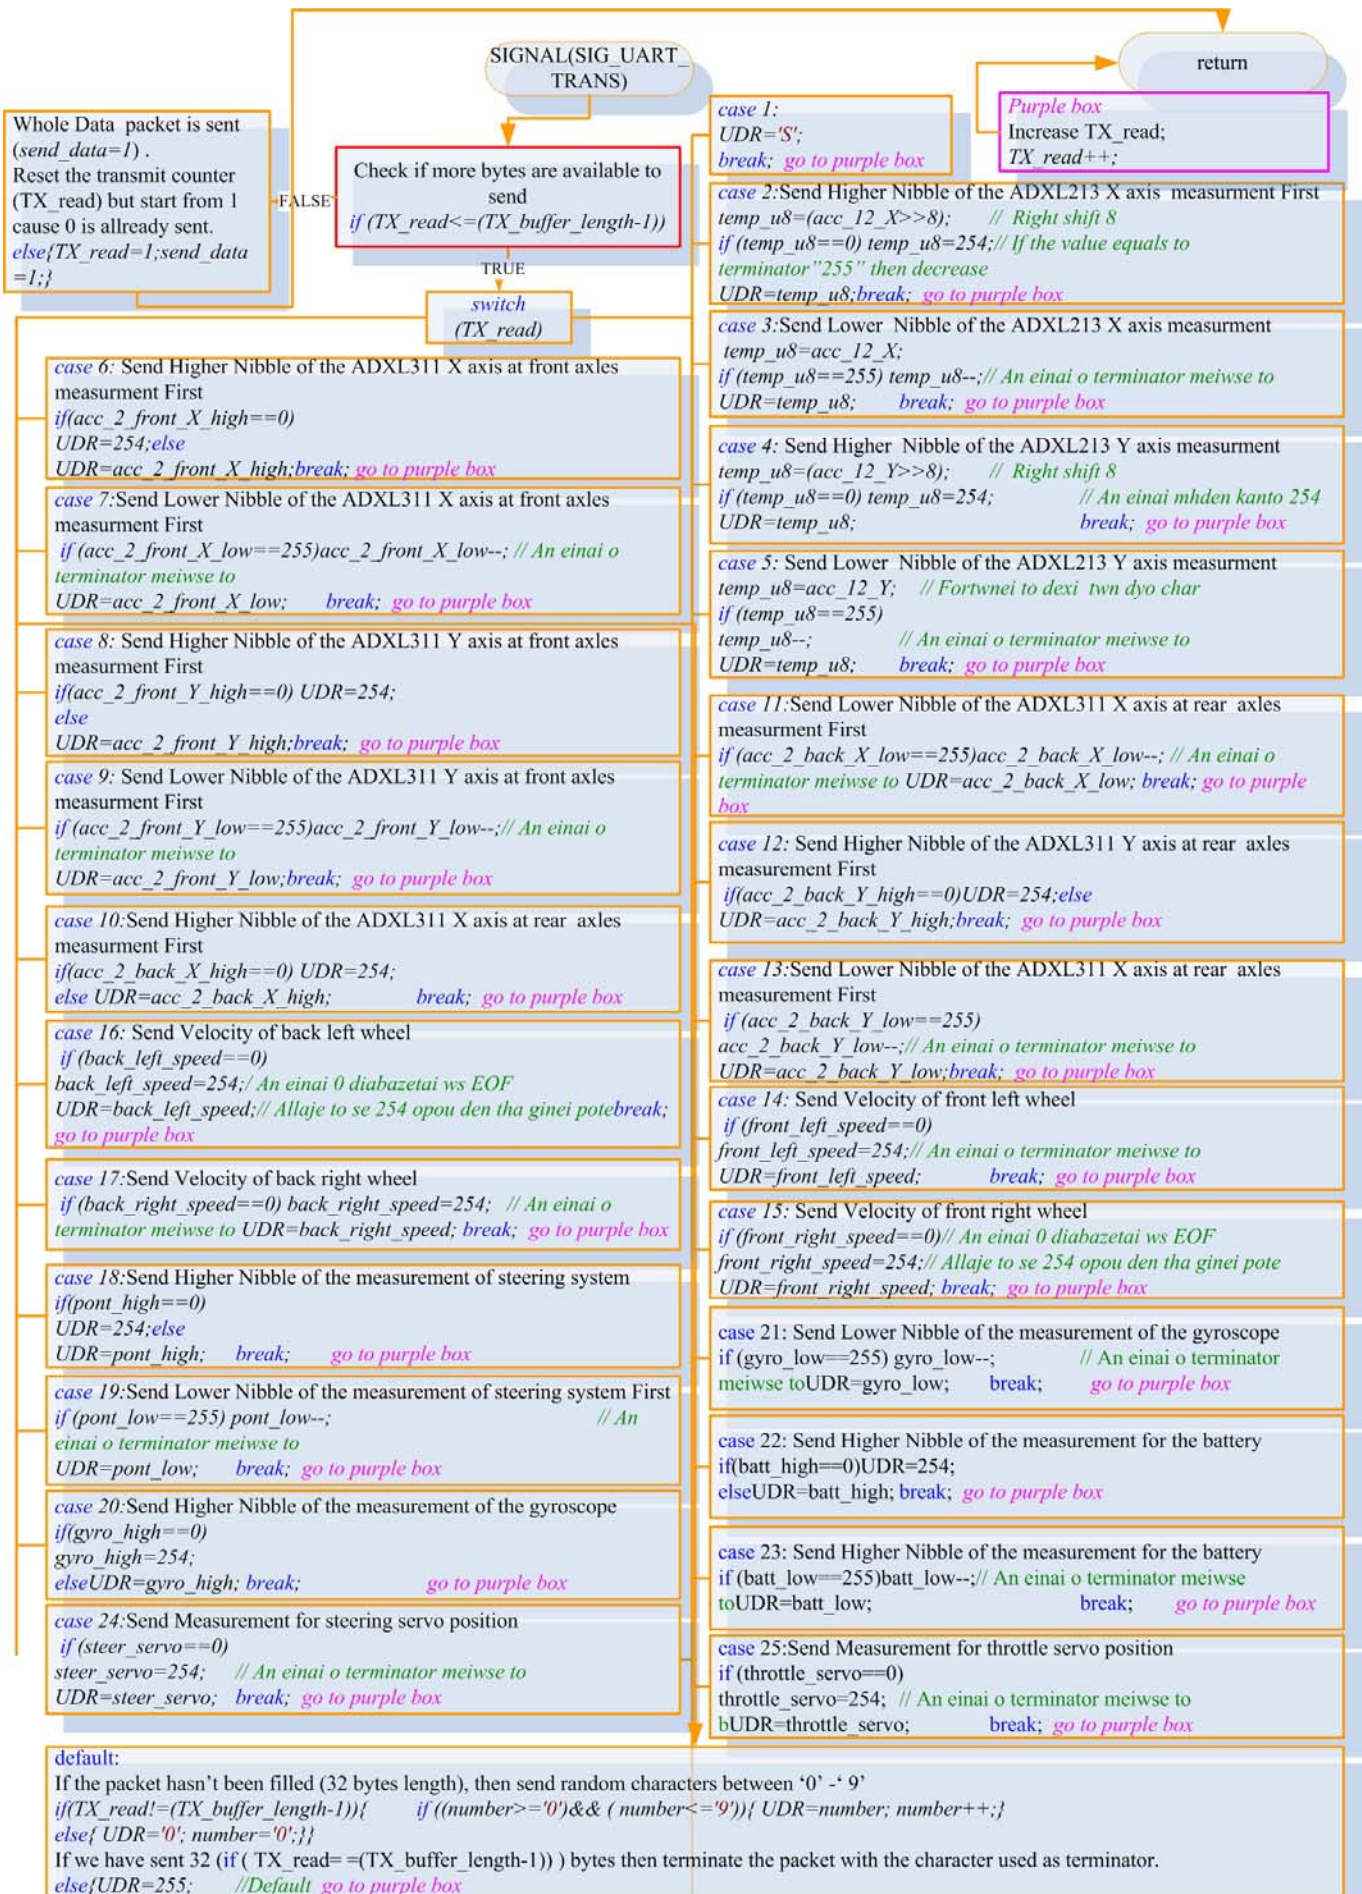 SIGNAL(SIG_UART_
TRANS)
return
Purple box
Increase TX_read;
TX_read++;
Whole Data packet is sent
(send_data=1) .
Reset the transmit counter
(TX_read) but start from 1
cause 0 is allready sent.
else{TX_read=1;send_data
=1;}
FALSE
Check if more bytes are available to
send
if (TX_read<=(TX_buffer_length-1))
TRUE
switch
(TX_read)
case 1:
UDR='S';
break; go to purple box
case 2:Send Higher Nibble of the ADXL213 X axis measurment First
temp_u8=(acc_12_X>>8); // Right shift 8
if (temp_u8==0) temp_u8=254;// If the value equals to
terminator"255" then decrease
UDR=temp_u8;break; go to purple box
case 3:Send Lower Nibble of the ADXL213 X axis measurment
temp_u8=acc_12_X;
if (temp_u8==255) temp_u8--;// An einai o terminator meiwse to
UDR=temp_u8; break; go to purple box
case 4: Send Higher Nibble of the ADXL213 Y axis measurment
temp_u8=(acc_12_Y>>8); // Right shift 8
if (temp_u8==0) temp_u8=254; // An einai mhden kanto 254
UDR=temp_u8; break; go to purple box
case 5: Send Lower Nibble of the ADXL213 Y axis measurment
temp_u8=acc_12_Y; // Fortwnei to dexi twn dyo char
if (temp_u8==255)
temp_u8--; // An einai o terminator meiwse to
UDR=temp_u8; break; go to purple box
case 6: Send Higher Nibble of the ADXL311 X axis at front axles
measurment First
if(acc_2_front_X_high==0)
UDR=254;else
UDR=acc_2_front_X_high;break; go to purple box
case 7:Send Lower Nibble of the ADXL311 X axis at front axles
measurment First
if (acc_2_front_X_low==255)acc_2_front_X_low--; // An einai o
terminator meiwse to
UDR=acc_2_front_X_low; break; go to purple box
case 8: Send Higher Nibble of the ADXL311 Y axis at front axles
measurment First
if(acc_2_front_Y_high==0) UDR=254;
else
UDR=acc_2_front_Y_high;break; go to purple box
case 9: Send Lower Nibble of the ADXL311 Y axis at front axles
measurment First
if (acc_2_front_Y_low==255)acc_2_front_Y_low--;// An einai o
terminator meiwse to
UDR=acc_2_front_Y_low;break; go to purple box
case 10:Send Higher Nibble of the ADXL311 X axis at rear axles
measurment First
if(acc_2_back_X_high==0) UDR=254;
else UDR=acc_2_back_X_high; break; go to purple box
case 11:Send Lower Nibble of the ADXL311 X axis at rear axles
measurment First
if (acc_2_back_X_low==255)acc_2_back_X_low--; // An einai o
terminator meiwse to UDR=acc_2_back_X_low; break; go to purple
box
case 12: Send Higher Nibble of the ADXL311 Y axis at rear axles
measurement First
if(acc_2_back_Y_high==0)UDR=254;else
UDR=acc_2_back_Y_high;break; go to purple box
case 13:Send Lower Nibble of the ADXL311 X axis at rear axles
measurement First
if (acc_2_back_Y_low==255)
acc_2_back_Y_low--;// An einai o terminator meiwse to
UDR=acc_2_back_Y_low;break; go to purple box
case 14: Send Velocity of front left wheel
if (front_left_speed==0)
front_left_speed=254;// An einai o terminator meiwse to
UDR=front_left_speed; break; go to purple box
case 15: Send Velocity of front right wheel
if (front_right_speed==0)// An einai 0 diabazetai ws EOF
front_right_speed=254;// Allaje to se 254 opou den tha ginei pote
UDR=front_right_speed; break; go to purple box
case 16: Send Velocity of back left wheel
if (back_left_speed==0)
back_left_speed=254;/ An einai 0 diabazetai ws EOF
UDR=back_left_speed;// Allaje to se 254 opou den tha ginei potebreak;
go to purple box
case 17:Send Velocity of back right wheel
if (back_right_speed==0) back_right_speed=254; // An einai o
terminator meiwse to UDR=back_right_speed; break; go to purple box
case 18:Send Higher Nibble of the measurement of steering system
if(pont_high==0)
UDR=254;else
UDR=pont_high; break; go to purple box
case 19:Send Lower Nibble of the measurement of steering system First
if (pont_low==255) pont_low--; // An
einai o terminator meiwse to
UDR=pont_low; break; go to purple box
case 20:Send Higher Nibble of the measurement of the gyroscope
if(gyro_high==0)
gyro_high=254;
elseUDR=gyro_high; break; go to purple box
case 21: Send Lower Nibble of the measurement of the gyroscope
if (gyro_low==255) gyro_low--; // An einai o terminator
meiwse toUDR=gyro_low; break; go to purple box
case 22: Send Higher Nibble of the measurement for the battery
if(batt_high==0)UDR=254;
elseUDR=batt_high; break; go to purple box
case 23: Send Higher Nibble of the measurement for the battery
if (batt_low==255)batt_low--;// An einai o terminator meiwse
toUDR=batt_low; break; go to purple box
case 24:Send Measurement for steering servo position
if (steer_servo==0)
steer_servo=254; // An einai o terminator meiwse to
UDR=steer_servo; break; go to purple box
case 25:Send Measurement for throttle servo position
if (throttle_servo==0)
throttle_servo=254; // An einai o terminator meiwse to
bUDR=throttle_servo; break; go to purple box
default:
If the packet hasn't been filled (32 bytes length), then send random characters between ‘0’ -‘ 9’
if(TX_read!=(TX_buffer_length-1)){ if ((number>='0')&& ( number<='9')){ UDR=number; number++;}
else{ UDR='0'; number='0';}}
If we have sent 32 (if ( TX_read= =(TX_buffer_length-1)) ) bytes then terminate the packet with the character used as terminator.
else{UDR=255; //Default go to purple box